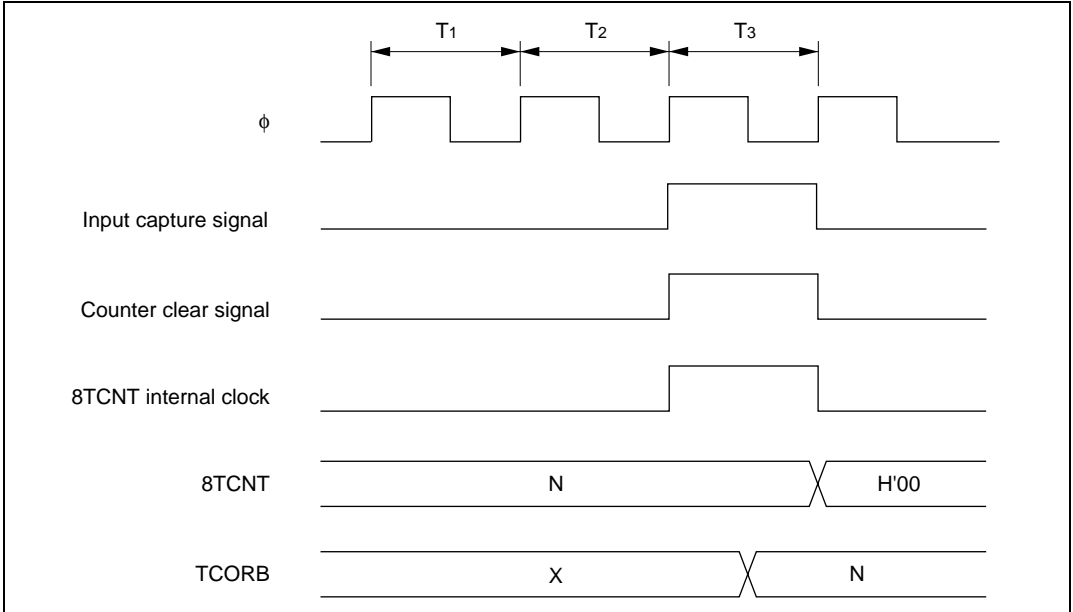 T1 T2 T3
φ
Input capture signal
Counter clear signal
8TCNT internal clock
8TCNT N H'00
TCORB X N